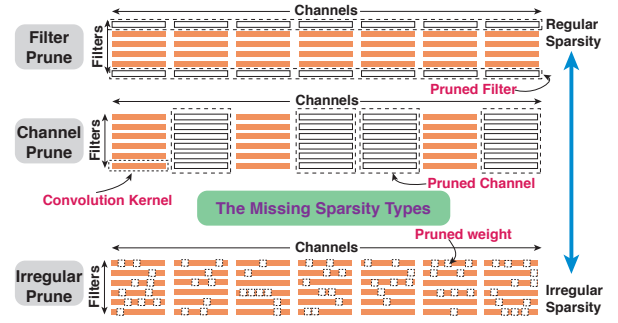 Channels
Filter
Prune
Filters
Regular
Sparsity
Pruned Filter
Channels
Channel
Prune
Filters
Convolution Kernel
Pruned Channel
The Missing Sparsity Types
Channels
Pruned weight
Irregular
Prune
Filters
Irregular
Sparsity